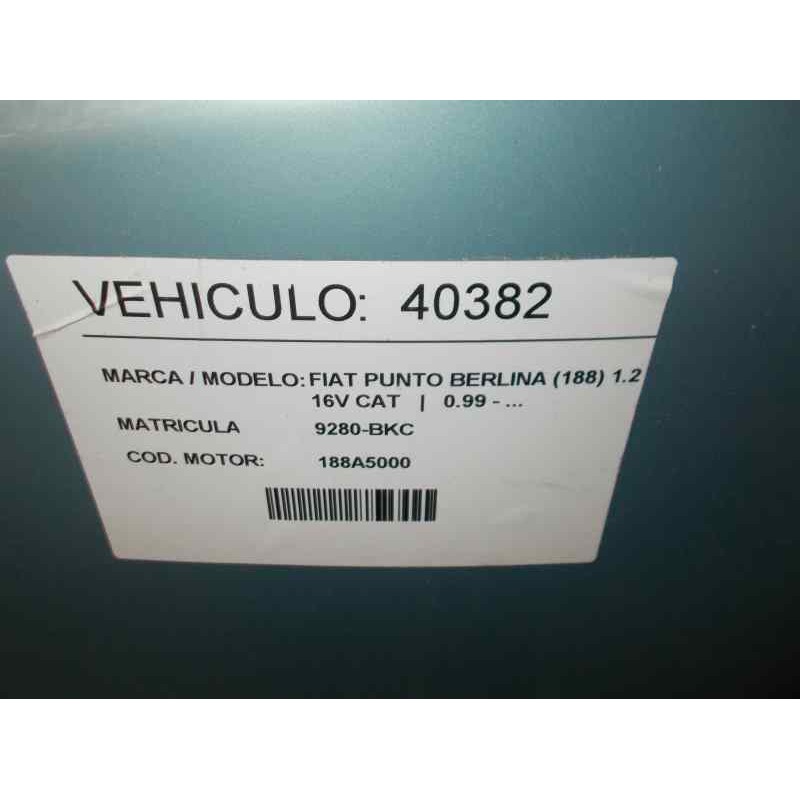 VEHICULO: 40382
MARCA / MODELO: FIAT PUNTO BERLINA (188) 1.2
16V CAT | 0.99 - ...
MATRICULA 9280-BKC
COD. MOTOR: 188A5000